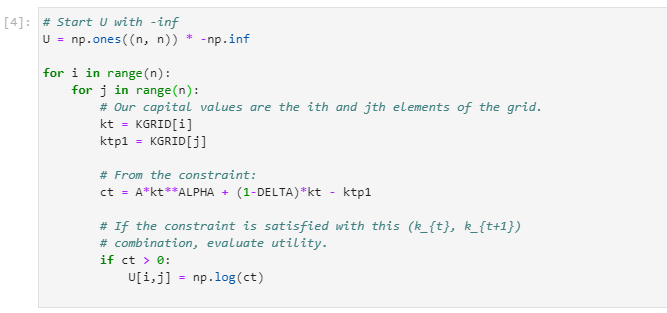 [4]: # Start U with -inf
U = np.ones((n, n)) * -np.inf
for i in range(n):
    for j in range(n):
        # Our capital values are the ith and jth elements of the grid.
        kt = KGRID[i]
        ktp1 = KGRID[j]
        # From the constraint:
        ct = A*kt**ALPHA + (1-DELTA)*kt - ktp1
        # If the constraint is satisfied with this (k_{t}, k_{t+1})
        # combination, evaluate utility.
        if ct > 0:
            U[i,j] = np.log(ct)